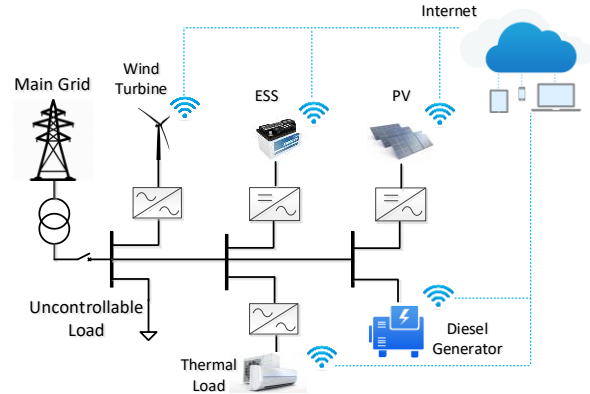 Internet
Wind
Turbine
Main Grid
ESS
PV
Uncontrollable
Load
Diesel
Generator
Thermal
Load